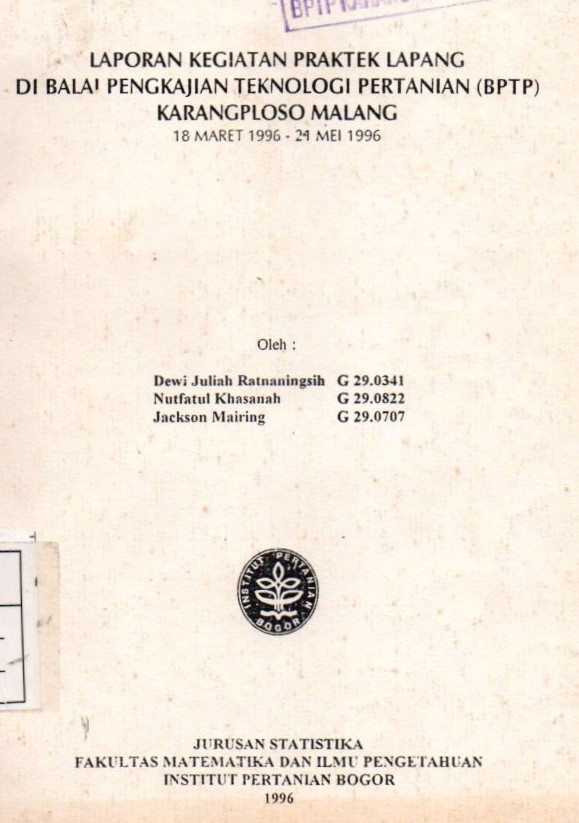 LAPORAN KEGIATAN PRAKTEK LAPANG
DI BALAI PENGKAJIAN TEKNOLOGI PERTANIAN (BPTP)
KARANGPLOSO MALANG
18 MARET 1996 - 21 MEI 1996
Oleh :
Dewi Juliah Ratnaningsih G 29.0341
Nutfatul Khasanah G 29.0822
Jackson Mairing G 29.0707
INSTITUT PERTANIAN
BOGOR
JURUSAN STATISTIKA
FAKULTAS MATEMATIKA DAN ILMU PENGETAHUAN
INSTITUT PERTANIAN BOGOR
1996